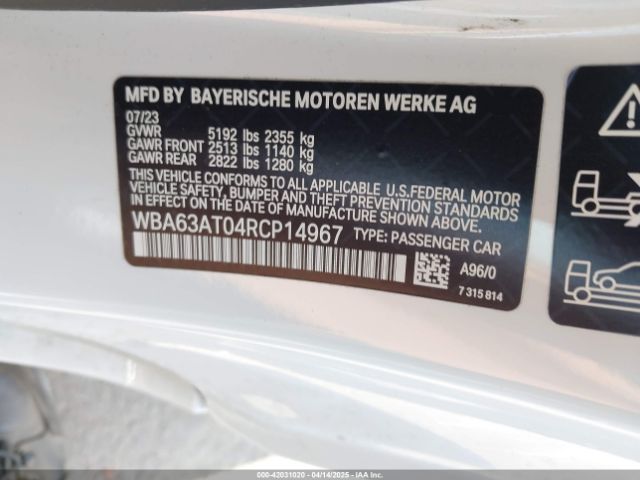 MFD BY BAYERISCHE MOTOREN WERKE AG
07/23
GVWR 5192 lbs 2355 kg
GAWR FRONT 2513 lbs 1140 kg
GAWR REAR 2822 lbs 1280 kg
THIS VEHICLE CONFORMS TO ALL APPLICABLE U.S.FEDERAL MOTOR
VEHICLE SAFETY, BUMPER AND THEFT PREVENTION STANDARDS
IN EFFECT ON THE DATE OF MANUFACTURE SHOWN ABOVE.
WBA63AT04RCP14967 TYPE: PASSENGER CAR
A96/0
7 315 814
000-42031020 - 04/14/2025 - IAAI.COM